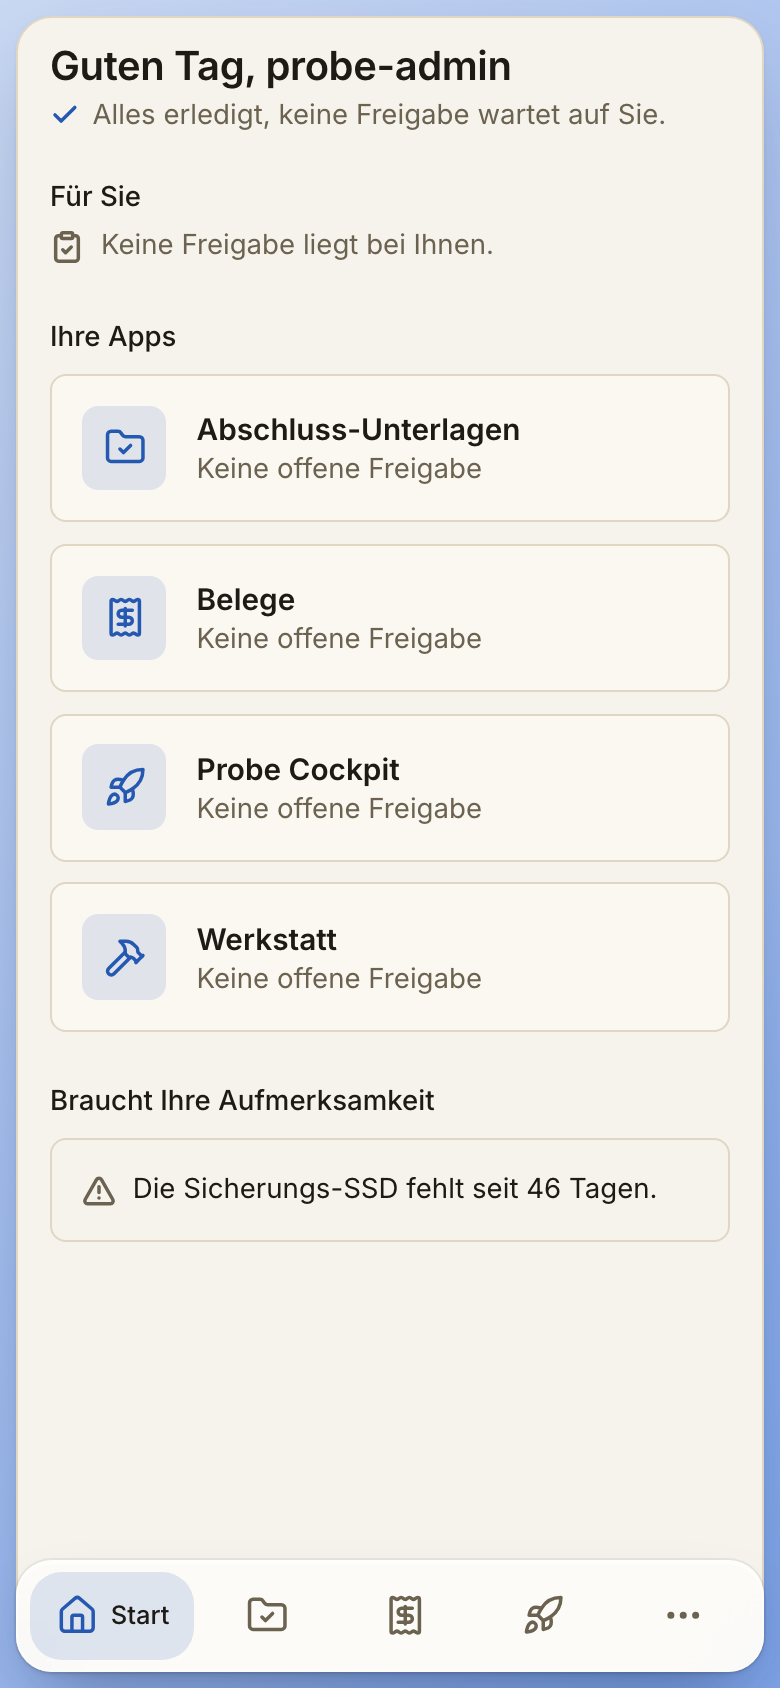 Guten Tag, probe-admin
Alles erledigt, keine Freigabe wartet auf Sie.
Für Sie
Keine Freigabe liegt bei Ihnen.
Ihre Apps
Abschluss-Unterlagen
Keine offene Freigabe
Belege
Keine offene Freigabe
Probe Cockpit
Keine offene Freigabe
Werkstatt
Keine offene Freigabe
Braucht Ihre Aufmerksamkeit
Die Sicherungs-SSD fehlt seit 46 Tagen.
Start